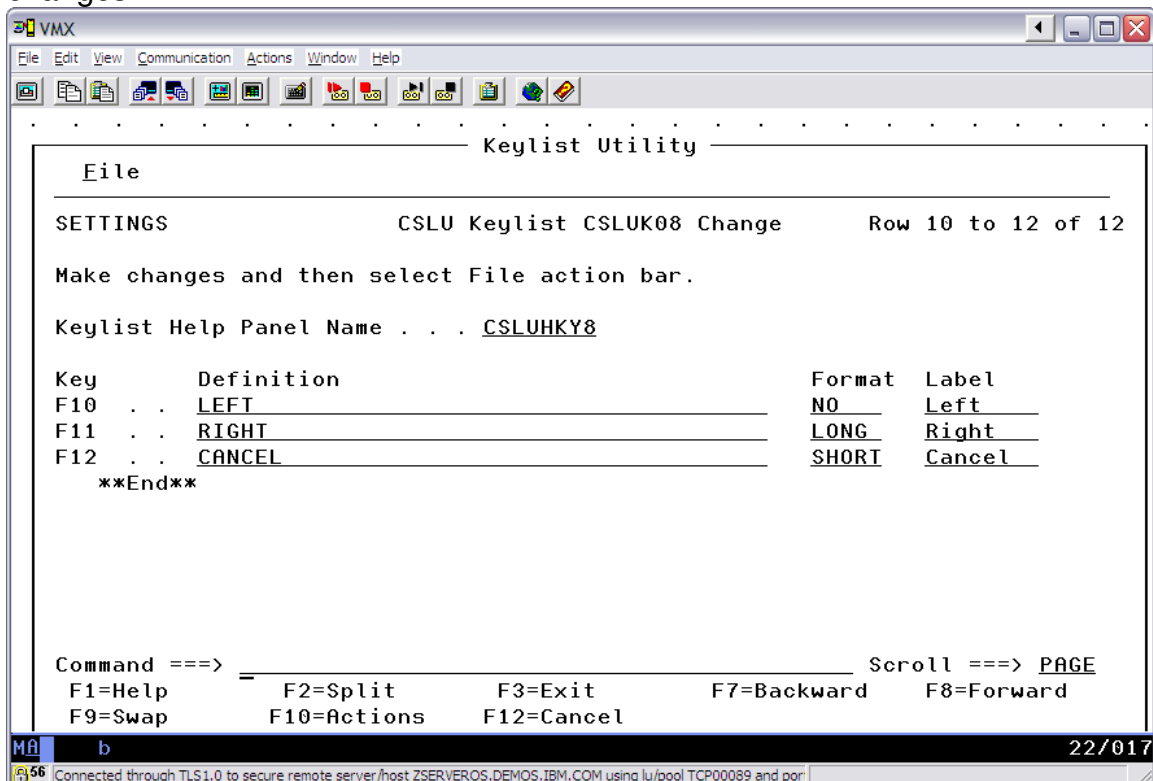 VMX
File Edit View Communication Actions Window Help
Keylist Utility
File
SETTINGS CSLU Keylist CSLUK08 Change Row 10 to 12 of 12
Make changes and then select File action bar.
Keylist Help Panel Name . . . CSLUHKY8
Key Definition Format Label
F10 . . LEFT NO Left
F11 . . RIGHT LONG Right
F12 . . CANCEL SHORT Cancel
**End**
Command ===> Scroll ===> PAGE
F1=Help F2=Split F3=Exit F7=Backward F8=Forward
F9=Swap F10=Actions F12=Cancel
MA b 22/017
56 Connected through TLS1.0 to secure remote server/host ZSERVEROS.DEMOS.IBM.COM using lu/pool TCP00089 and por